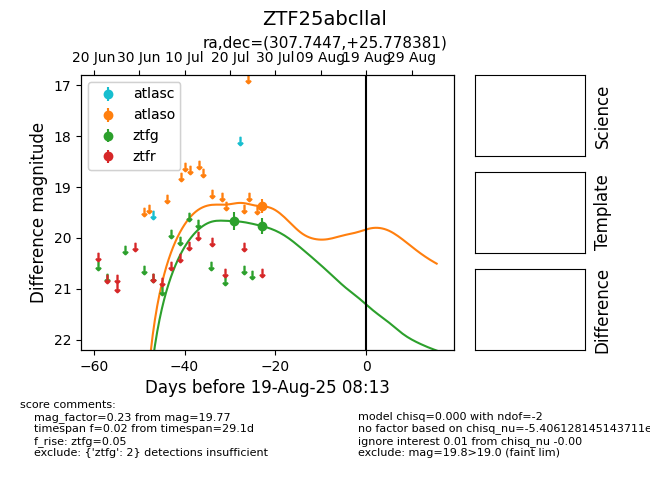 ZTF25abcllal
ra,dec=(307.7447,+25.778381)
20 Jun 30 Jun 10 Jul 20 Jul 30 Jul 09 Aug 19 Aug 29 Aug
17
18
19
20
21
22
Difference magnitude
atlasc
atlaso
ztfg
ztfr
−60 −40 −20 0
Days before 19-Aug-25 08:13
Science
Template
Difference
score comments:
mag_factor=0.23 from mag=19.77
timespan f=0.02 from timespan=29.1d
f_rise: ztfg=0.05
exclude: {'ztfg': 2} detections insufficient
model chisq=0.000 with ndof=-2
no factor based on chisq_nu=-5.406128145143711e
ignore interest 0.01 from chisq_nu -0.00
exclude: mag=19.8>19.0 (faint lim)